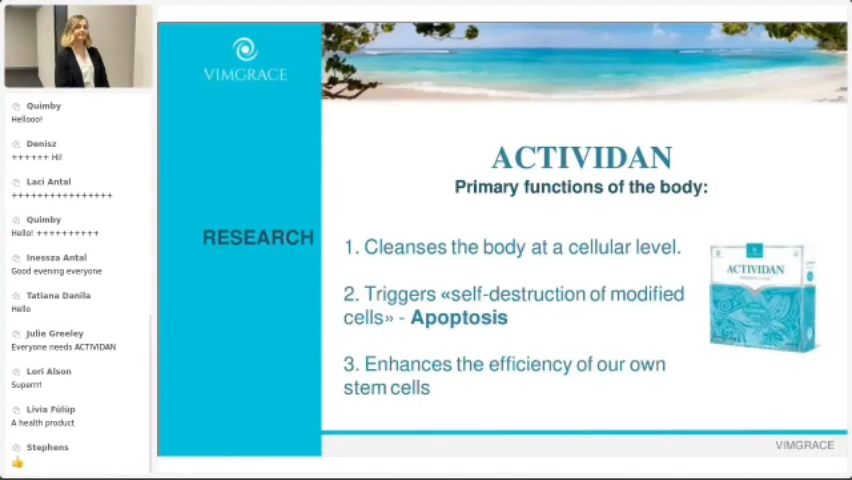 Quimby
Hellooo!
Denisz
++++++ Hi!
Laci Antal
++++++++++++++++
Quimby
Hello! ++++++++++
Inessza Antal
Good evening everyone
Tatiana Danila
Hello
Julie Greeley
Everyone needs ACTIVIDAN
Lori Alson
Superrr!
Lívia Fülüp
A health product
Stephens
👍
VIMGRACE
RESEARCH
ACTIVIDAN
Primary functions of the body:
1. Cleanses the body at a cellular level.
2. Triggers «self-destruction of modified
cells» - Apoptosis
3. Enhances the efficiency of our own
stem cells
ACTIVIDAN
VIMGRACE